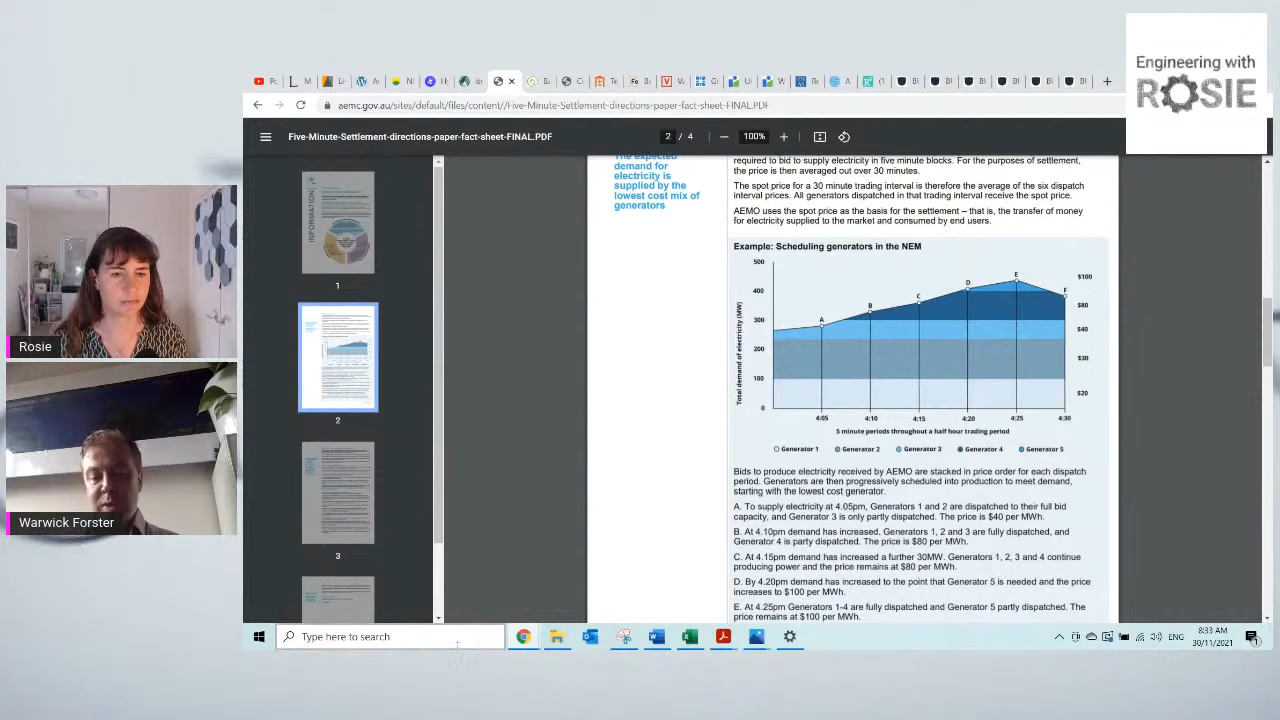 Engineering with
ROSIE
aemc.gov.au/sites/default/files/content//Five-Minute-Settlement-directions-paper-fact-sheet-FINAL.PDF
Five-Minute-Settlement-directions-paper-fact-sheet-FINAL.PDF
2 / 4
100%
INFORMATION
1
2
3
The expected
demand for
electricity is
supplied by the
lowest cost mix of
generators
required to bid to supply electricity in five minute blocks. For the purposes of settlement,
the price is then averaged out over 30 minutes.
The spot price for a 30 minute trading interval is therefore the average of the six dispatch
interval prices. All generators dispatched in that trading interval receive the spot price.
AEMO uses the spot price as the basis for the settlement – that is, the transfer of money
for electricity supplied to the market and consumed by end users.
Example: Scheduling generators in the NEM
Total demand of electricity (MW)
500
400
300
200
100
0
A
B
C
D
E
F
$100
$80
$40
$30
$20
4:05
4:10
4:15
4:20
4:25
4:30
5 minute periods throughout a half hour trading period
Generator 1
Generator 2
Generator 3
Generator 4
Generator 5
Bids to produce electricity received by AEMO are stacked in price order for each dispatch
period. Generators are then progressively scheduled into production to meet demand,
starting with the lowest cost generator.
A. To supply electricity at 4.05pm, Generators 1 and 2 are dispatched to their full bid
capacity, and Generator 3 is only partly dispatched. The price is $40 per MWh.
B. At 4.10pm demand has increased. Generators 1, 2 and 3 are fully dispatched, and
Generator 4 is party dispatched. The price is $80 per MWh.
C. At 4.15pm demand has increased a further 30MW. Generators 1, 2, 3 and 4 continue
producing power and the price remains at $80 per MWh.
D. By 4.20pm demand has increased to the point that Generator 5 is needed and the price
increases to $100 per MWh.
E. At 4.25pm Generators 1-4 are fully dispatched and Generator 5 partly dispatched. The
price remains at $100 per MWh.
Rosie
Warwick Forster
Type here to search
ENG
8:33 AM
30/11/2021